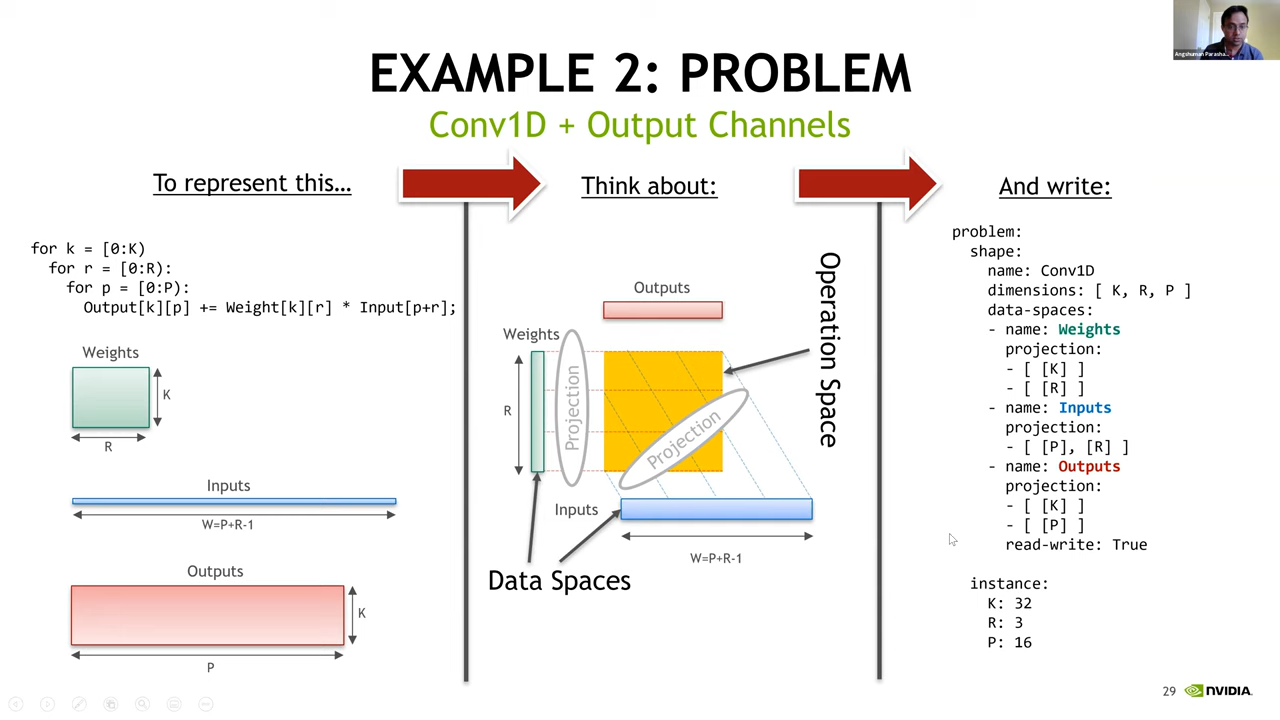 Angshuman Parasha...
EXAMPLE 2: PROBLEM
Conv1D + Output Channels
To represent this…
for k = [0:K)
for r = [0:R):
for p = [0:P):
Output[k][p] += Weight[k][r] * Input[p+r];
Weights
K
R
Inputs
W=P+R-1
Outputs
K
P
Think about:
Outputs
Weights
R
Projection
Projection
Operation Space
Inputs
W=P+R-1
Data Spaces
And write:
problem:
shape:
name: Conv1D
dimensions: [ K, R, P ]
data-spaces:
- name: Weights
projection:
- [ [K] ]
- [ [R] ]
- name: Inputs
projection:
- [ [P], [R] ]
- name: Outputs
projection:
- [ [K] ]
- [ [P] ]
read-write: True
instance:
K: 32
R: 3
P: 16
29
NVIDIA.